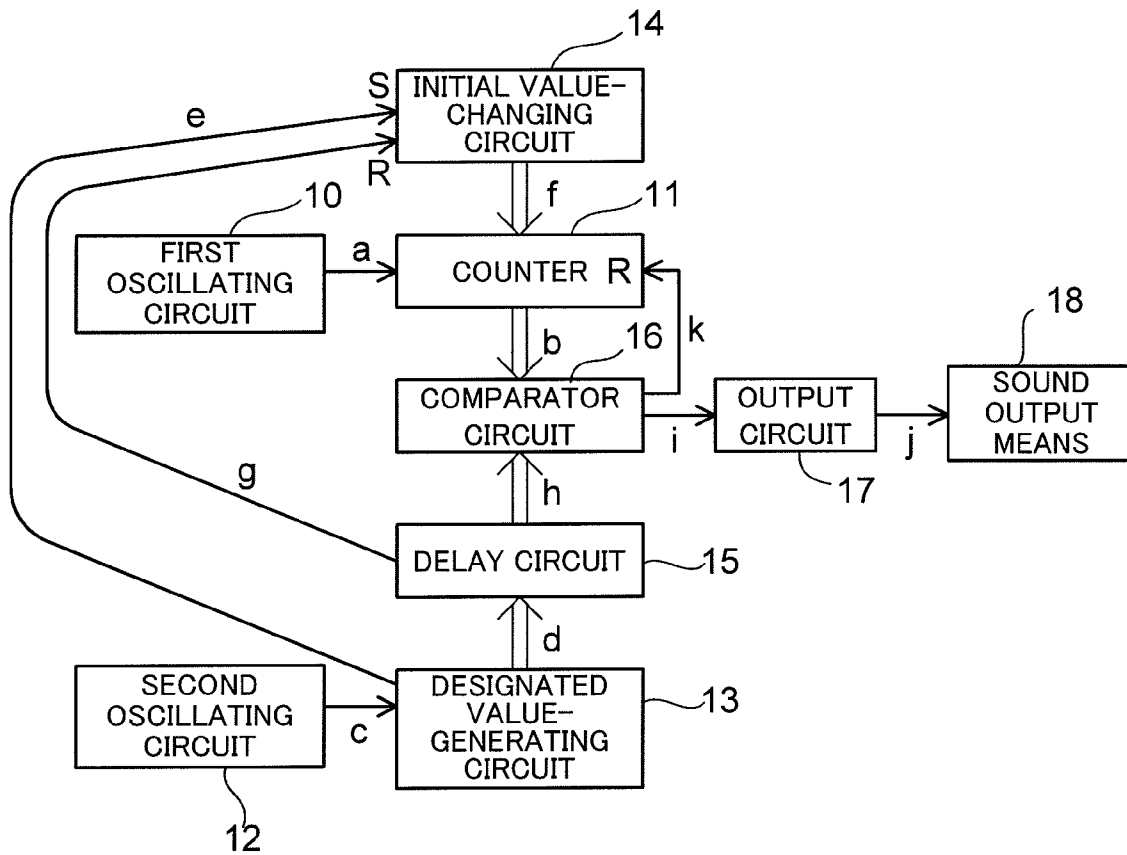 14
S
INITIAL VALUE-
CHANGING
CIRCUIT
e
R
f
10
11
FIRST
OSCILLATING
CIRCUIT
a
COUNTER
R
k
b
16
18
COMPARATOR
CIRCUIT
i
OUTPUT
CIRCUIT
j
SOUND
OUTPUT
MEANS
17
g
h
DELAY CIRCUIT
15
d
SECOND
OSCILLATING
CIRCUIT
c
DESIGNATED
VALUE-
GENERATING
CIRCUIT
13
12